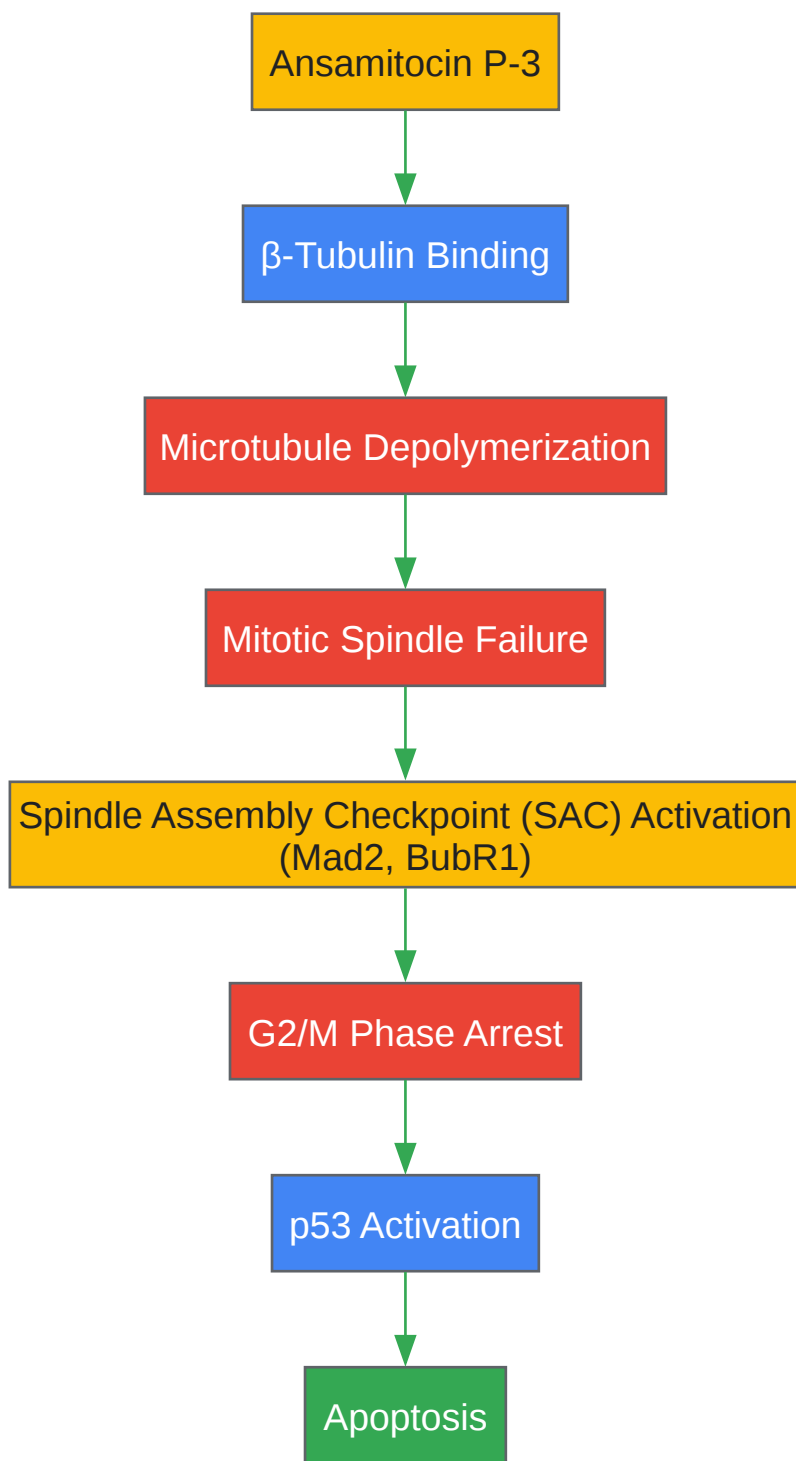 Ansamitocin P-3
β-Tubulin Binding
Microtubule Depolymerization
Mitotic Spindle Failure
Spindle Assembly Checkpoint (SAC) Activation
(Mad2, BubR1)
G2/M Phase Arrest
p53 Activation
Apoptosis